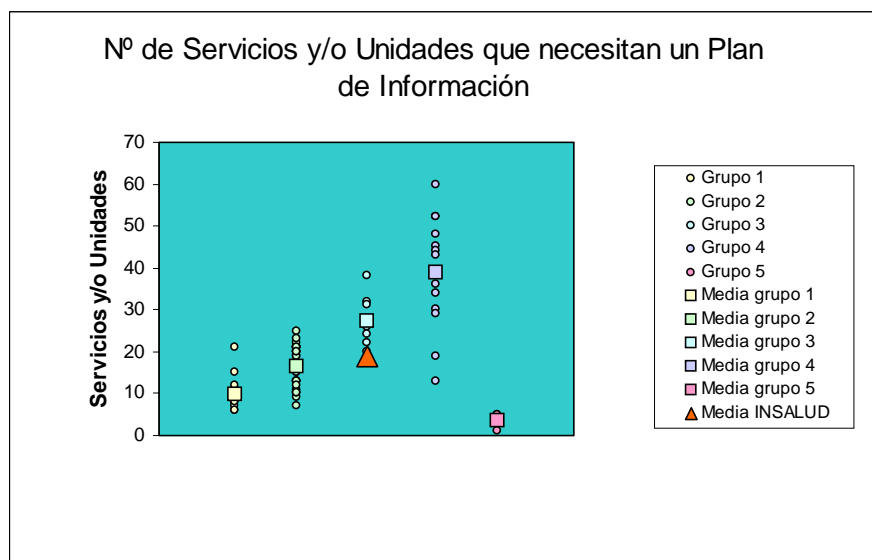 Nº de Servicios y/o Unidades que necesitan un Plan
de Información
Servicios y/o Unidades
70
60
50
40
30
20
10
0
Grupo 1
Grupo 2
Grupo 3
Grupo 4
Grupo 5
Media grupo 1
Media grupo 2
Media grupo 3
Media grupo 4
Media grupo 5
Media INSALUD